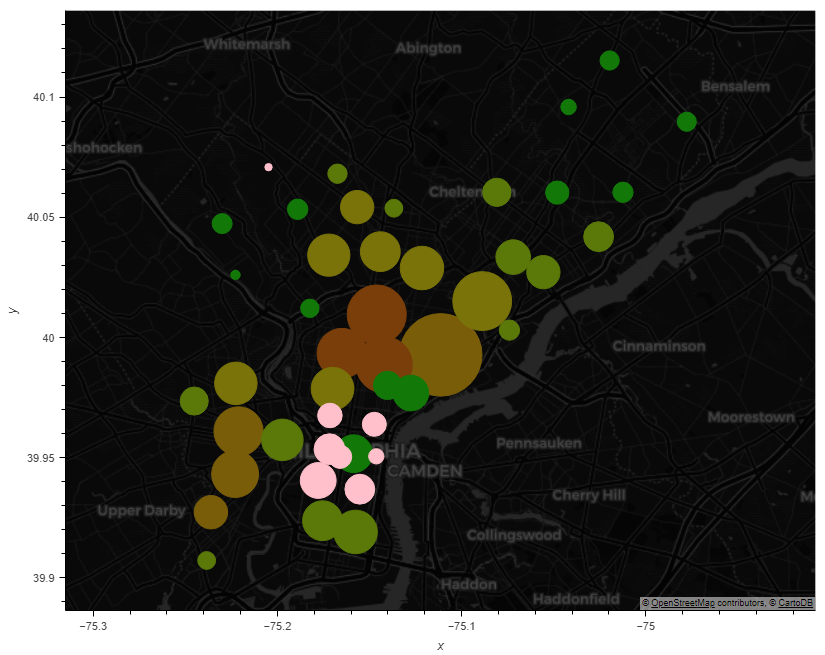 Whitemarsh
Abington
Bensalem
40.1
shohocken
Chelten
m
40.05
y
40
Cinnaminson
Moorestown
39.95
PHIA
Pennsauken
CAMDEN
Cherry Hill
Upper Darby
Collingswood
39.9
Haddon
Haddonfield
© OpenStreetMap contributors, © CartoDB
−75.3
−75.2
−75.1
−75
x